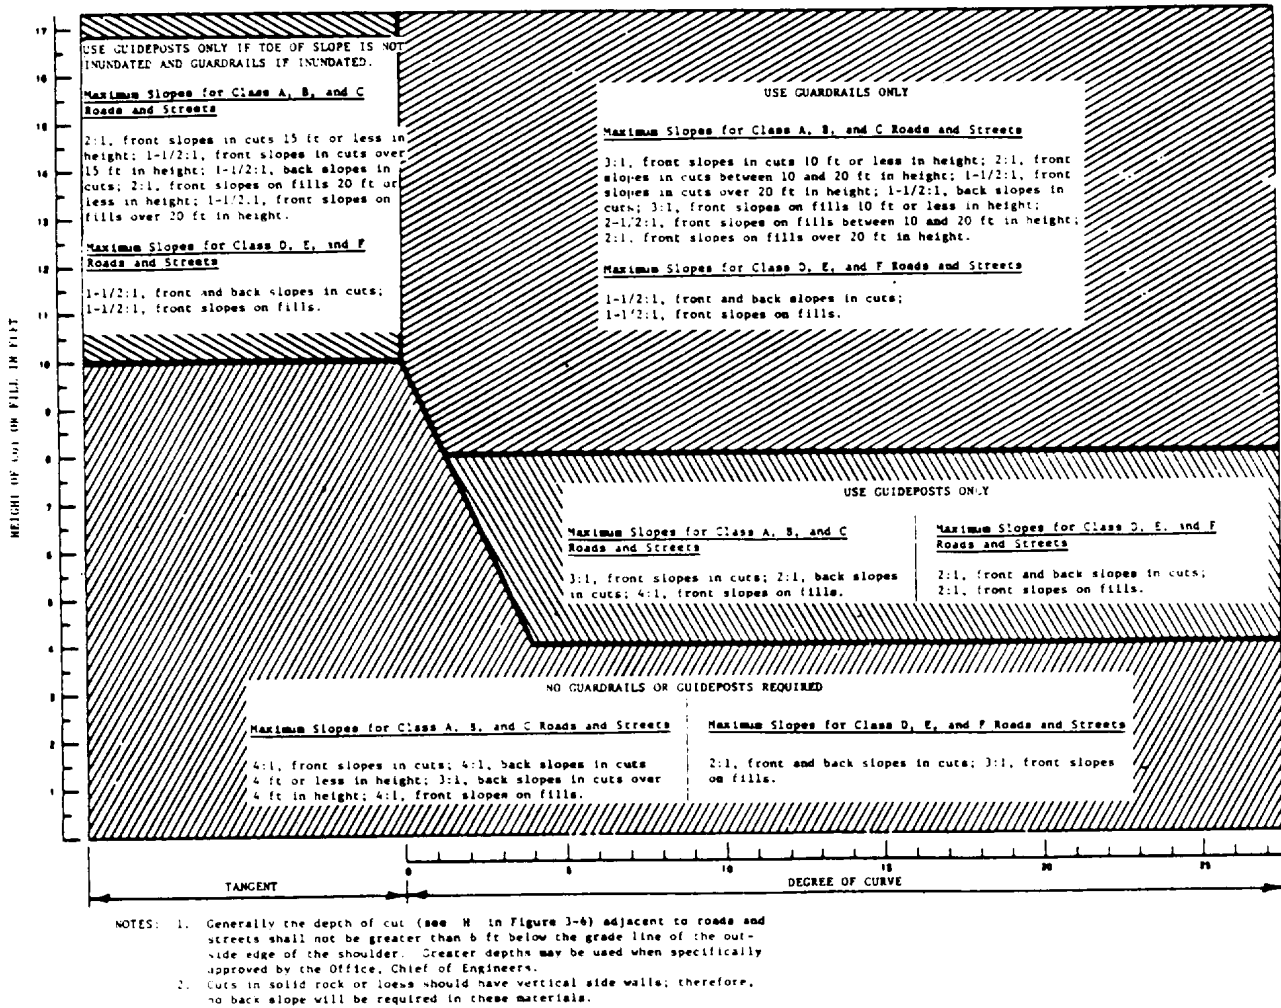 17
16
15
14
13
12
11
10
9
8
7
6
5
4
3
2
1
HEIGHT OF CUT OR FILL IN FEET
USE GUIDEPOSTS ONLY IF TOE OF SLOPE IS NOT
INUNDATED AND GUARDRAILS IF INUNDATED.
Maximum Slopes for Class A, B, and C
Roads and Streets
2:1, front slopes in cuts 15 ft or less in
height; 1-1/2:1, front slopes in cuts over
15 ft in height; 1-1/2:1, back slopes in
cuts; 2:1, front slopes on fills 20 ft or
less in height; 1-1/2:1, front slopes on
fills over 20 ft in height.
Maximum Slopes for Class D, E, and F
Roads and Streets
1-1/2:1, front and back slopes in cuts;
1-1/2:1, front slopes on fills.
USE GUARDRAILS ONLY
Maximum Slopes for Class A, B, and C Roads and Streets
3:1, front slopes in cuts 10 ft or less in height; 2:1, front
slopes in cuts between 10 and 20 ft in height; 1-1/2:1, front
slopes in cuts over 20 ft in height; 1-1/2:1, back slopes in
cuts; 3:1, front slopes on fills 10 ft or less in height;
2-1/2:1, front slopes on fills between 10 and 20 ft in height;
2:1, front slopes on fills over 20 ft in height.
Maximum Slopes for Class D, E, and F Roads and Streets
1-1/2:1, front and back slopes in cuts;
1-1/2:1, front slopes on fills.
USE GUIDEPOSTS ONLY
Maximum Slopes for Class A, B, and C
Roads and Streets
3:1, front slopes in cuts; 2:1, back slopes
in cuts; 4:1, front slopes on fills.
Maximum Slopes for Class D, E, and F
Roads and Streets
2:1, front and back slopes in cuts;
2:1, front slopes on fills.
NO GUARDRAILS OR GUIDEPOSTS REQUIRED
Maximum Slopes for Class A, B, and C Roads and Streets
4:1, front slopes in cuts; 4:1, back slopes in cuts
4 ft or less in height; 3:1, back slopes in cuts over
4 ft in height; 4:1, front slopes on fills.
Maximum Slopes for Class D, E, and F Roads and Streets
2:1, front and back slopes in cuts; 3:1, front slopes
on fills.
0 5 10 15 20 25
TANGENT
DEGREE OF CURVE
NOTES: 1. Generally the depth of cut (see H in Figure 3-6) adjacent to roads and
streets shall not be greater than 6 ft below the grade line of the out-
side edge of the shoulder. Greater depths may be used when specifically
approved by the Office, Chief of Engineers.
2. Cuts in solid rock or loess should have vertical side walls; therefore,
no back slope will be required in these materials.